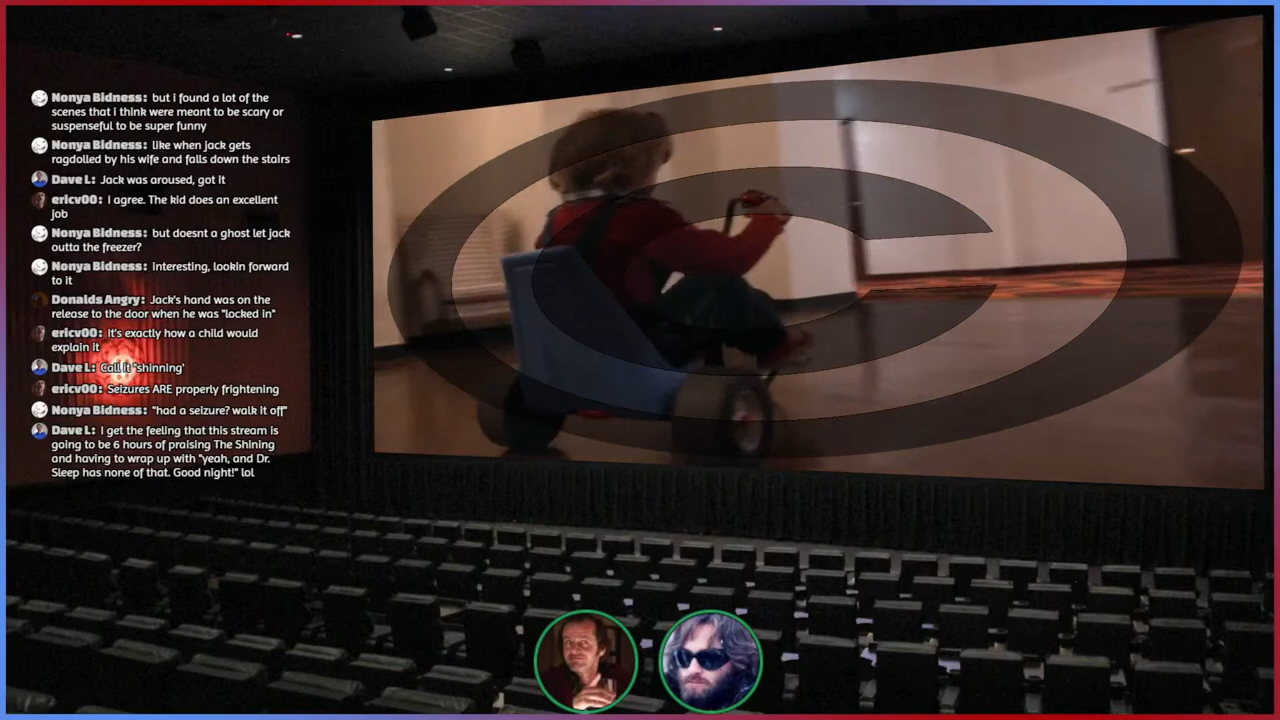 Nonya Bidness: but i found a lot of the
scenes that i think were meant to be scary or
suspenseful to be super funny
Nonya Bidness: like when jack gets
ragdolled by his wife and falls down the stairs
Dave L: Jack was aroused, got it
ericv00: I agree. The kid does an excellent
job
Nonya Bidness: but doesnt a ghost let jack
outta the freezer?
Nonya Bidness: interesting, lookin forward
to it
Donalds Angry: Jack's hand was on the
release to the door when he was "locked in"
ericv00: It's exactly how a child would
explain it
Dave L: Call it 'shinning'
ericv00: Seizures ARE properly frightening
Nonya Bidness: "had a seizure? walk it off"
Dave L: I get the feeling that this stream is
going to be 6 hours of praising The Shining
and having to wrap up with "yeah, and Dr.
Sleep has none of that. Good night!" lol